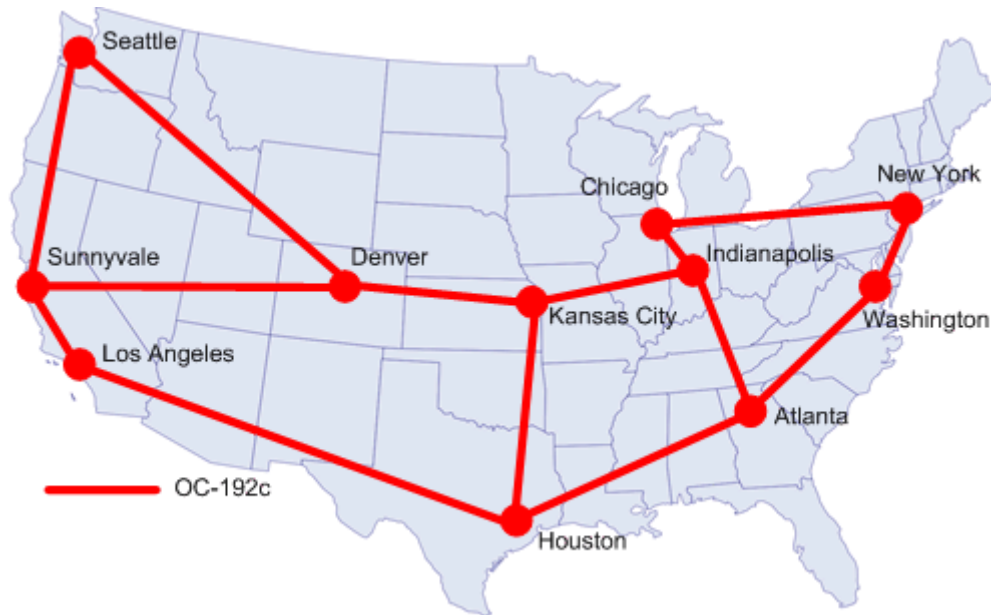 Seattle
New York
Chicago
Sunnyvale
Denver
Indianapolis
Kansas City
Washington
Los Angeles
Atlanta
OC-192c
Houston